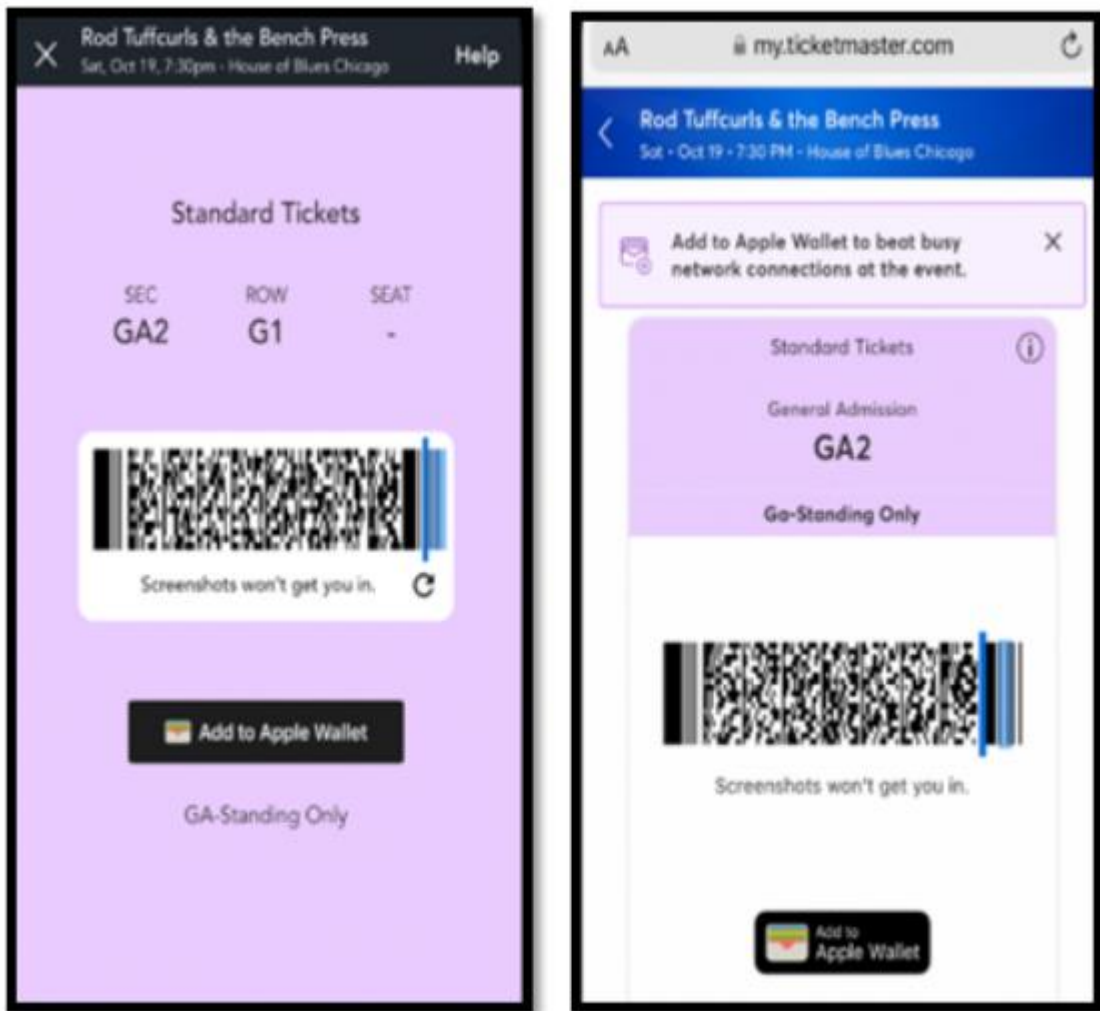 Rod Tuffcurls & the Bench Press
Sat, Oct 19, 7:30pm - House of Blues Chicago
Help
Standard Tickets
SEC ROW SEAT
GA2 G1 -
Screenshots won't get you in.
Add to Apple Wallet
GA-Standing Only
AA my.ticketmaster.com
Rod Tuffcurls & the Bench Press
Sat • Oct 19 • 7:30 PM • House of Blues Chicago
Add to Apple Wallet to beat busy
network connections at the event.
Standard Tickets
General Admission
GA2
Ga-Standing Only
Screenshots won't get you in.
Add to
Apple Wallet